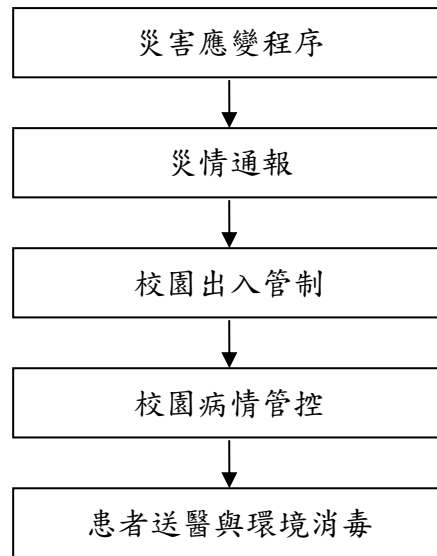 災害應變程序
災情通報
校園出入管制
校園病情管控
患者送醫與環境消毒